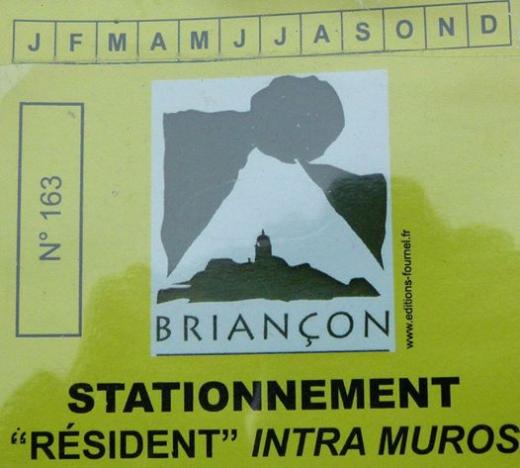 J F M A M J J A S O N D
N° 163
BRIANÇON
www.editions-fournel.fr
STATIONNEMENT
“RÉSIDENT” INTRA MUROS